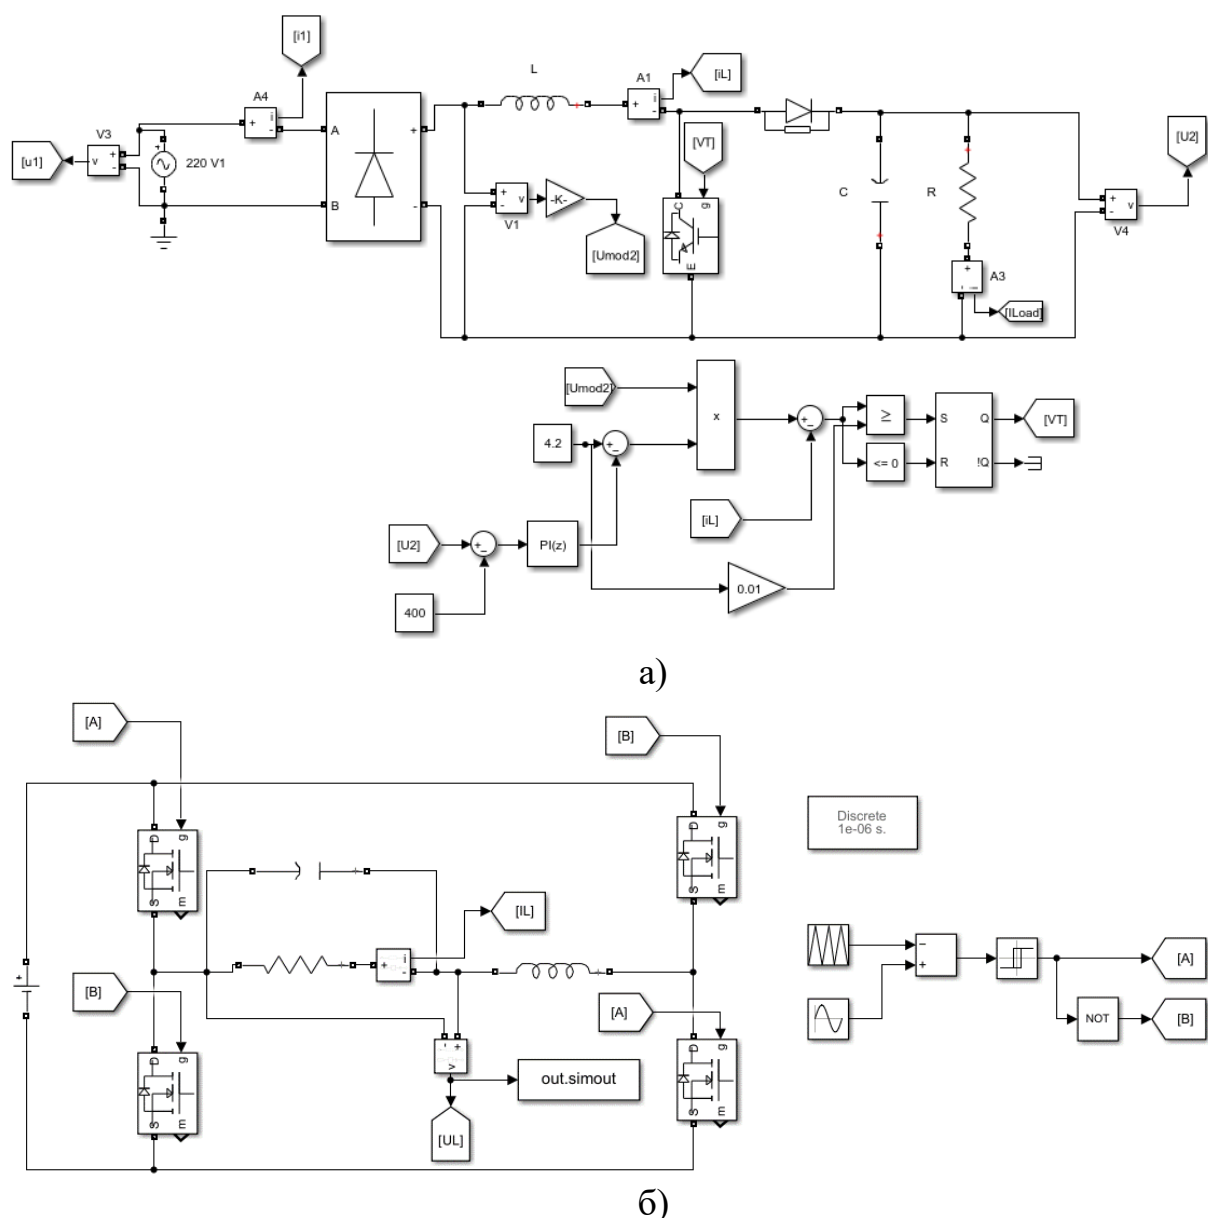 [i1]
L
A1
[iL]
A4
i
+
-
i
+
-
V3
[u1]
v
+
-
220 V1
A
B
+
-
[VT]
[U2]
C
R
+
-
v
V1
-K-
[Umod2]
C
g
E
+
-
v
V4
+
-
i
A3
[ILoad]
[Umod2]
x
4.2
+
-
+
-
≥
<= 0
S
Q
R
!Q
[VT]
[iL]
[U2]
+
-
PI(z)
0.01
400
а)
[A]
[B]
D
g
S
m
D
g
S
m
Discrete
1e-06 s.
[IL]
i
+
-
+
[B]
[A]
D
g
S
m
D
g
S
m
-
+
v
out.simout
[UL]
−
+
[A]
NOT
[B]
б)